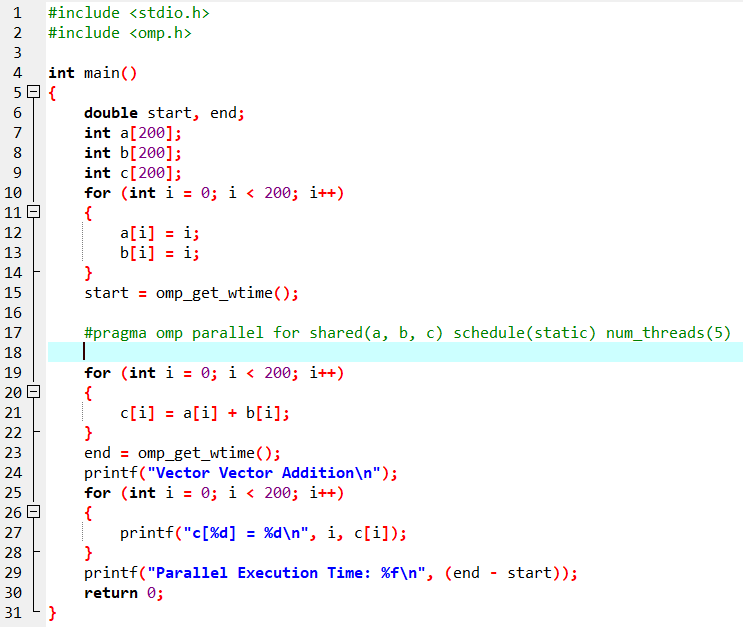 1 #include <stdio.h>
2 #include <omp.h>
3
4 int main()
5 {
6     double start, end;
7     int a[200];
8     int b[200];
9     int c[200];
10     for (int i = 0; i < 200; i++)
11     {
12         a[i] = i;
13         b[i] = i;
14     }
15     start = omp_get_wtime();
16
17     #pragma omp parallel for shared(a, b, c) schedule(static) num_threads(5)
18
19     for (int i = 0; i < 200; i++)
20     {
21         c[i] = a[i] + b[i];
22     }
23     end = omp_get_wtime();
24     printf("Vector Vector Addition\n");
25     for (int i = 0; i < 200; i++)
26     {
27         printf("c[%d] = %d\n", i, c[i]);
28     }
29     printf("Parallel Execution Time: %f\n", (end - start));
30     return 0;
31 }